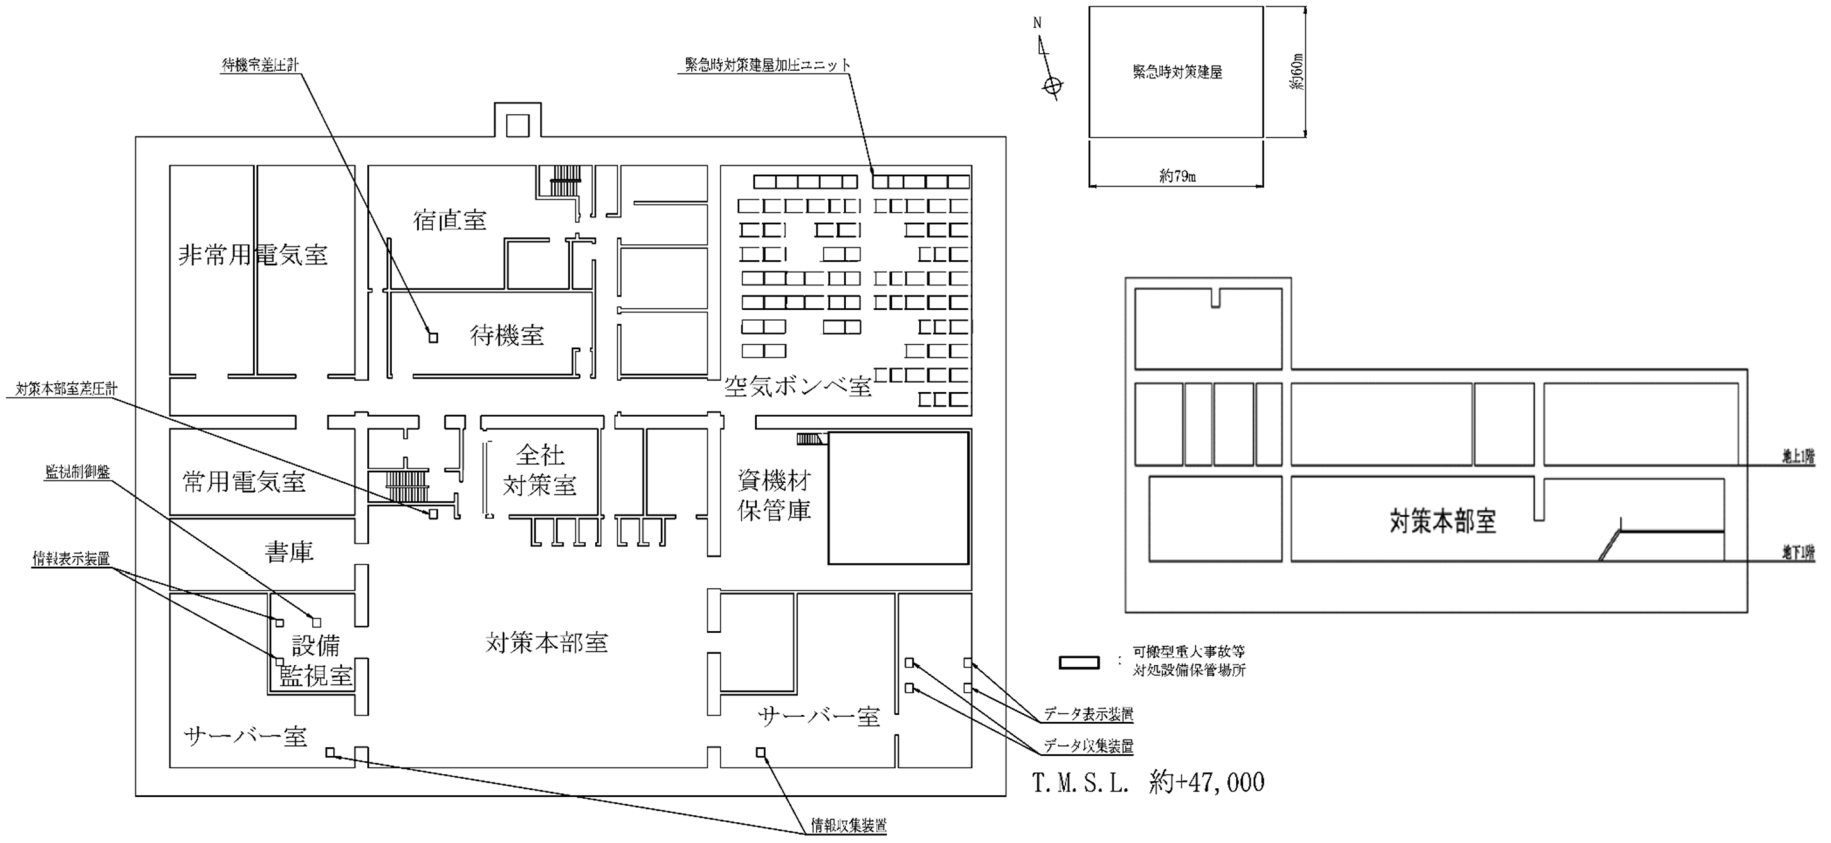 待機室差圧計
緊急時対策建屋加圧ユニット
N
緊急時対策建屋
約60m
約79m
宿直室
非常用電気室
待機室
対策本部室差圧計
空気ボンベ室
監視制御盤
常用電気室
全社
対策室
資機材
保管庫
地上1階
対策本部室
地下1階
情報表示装置
書庫
設備
監視室
対策本部室
サーバー室
サーバー室
: 可搬型重大事故等
対処設備保管場所
データ表示装置
データ収集装置
T.M.S.L. 約+47,000
情報収集装置